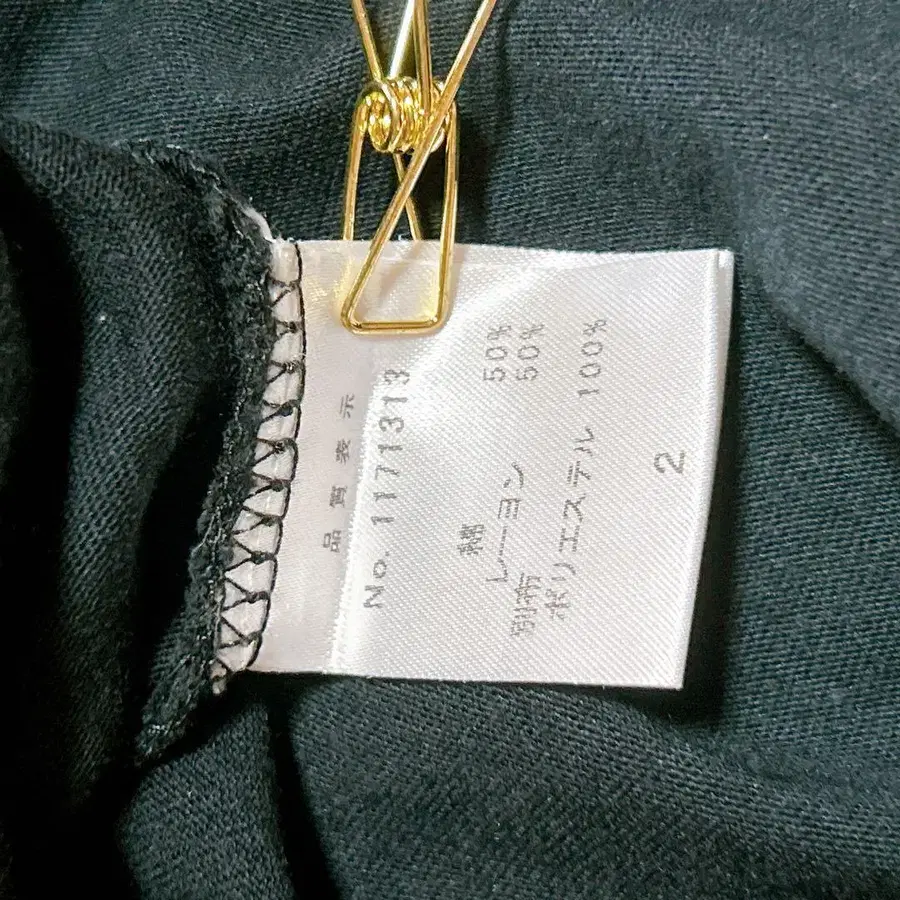 品質表示
No. 1171313
綿 50%
レーヨン 50%
別布
ポリエステル 100%
2